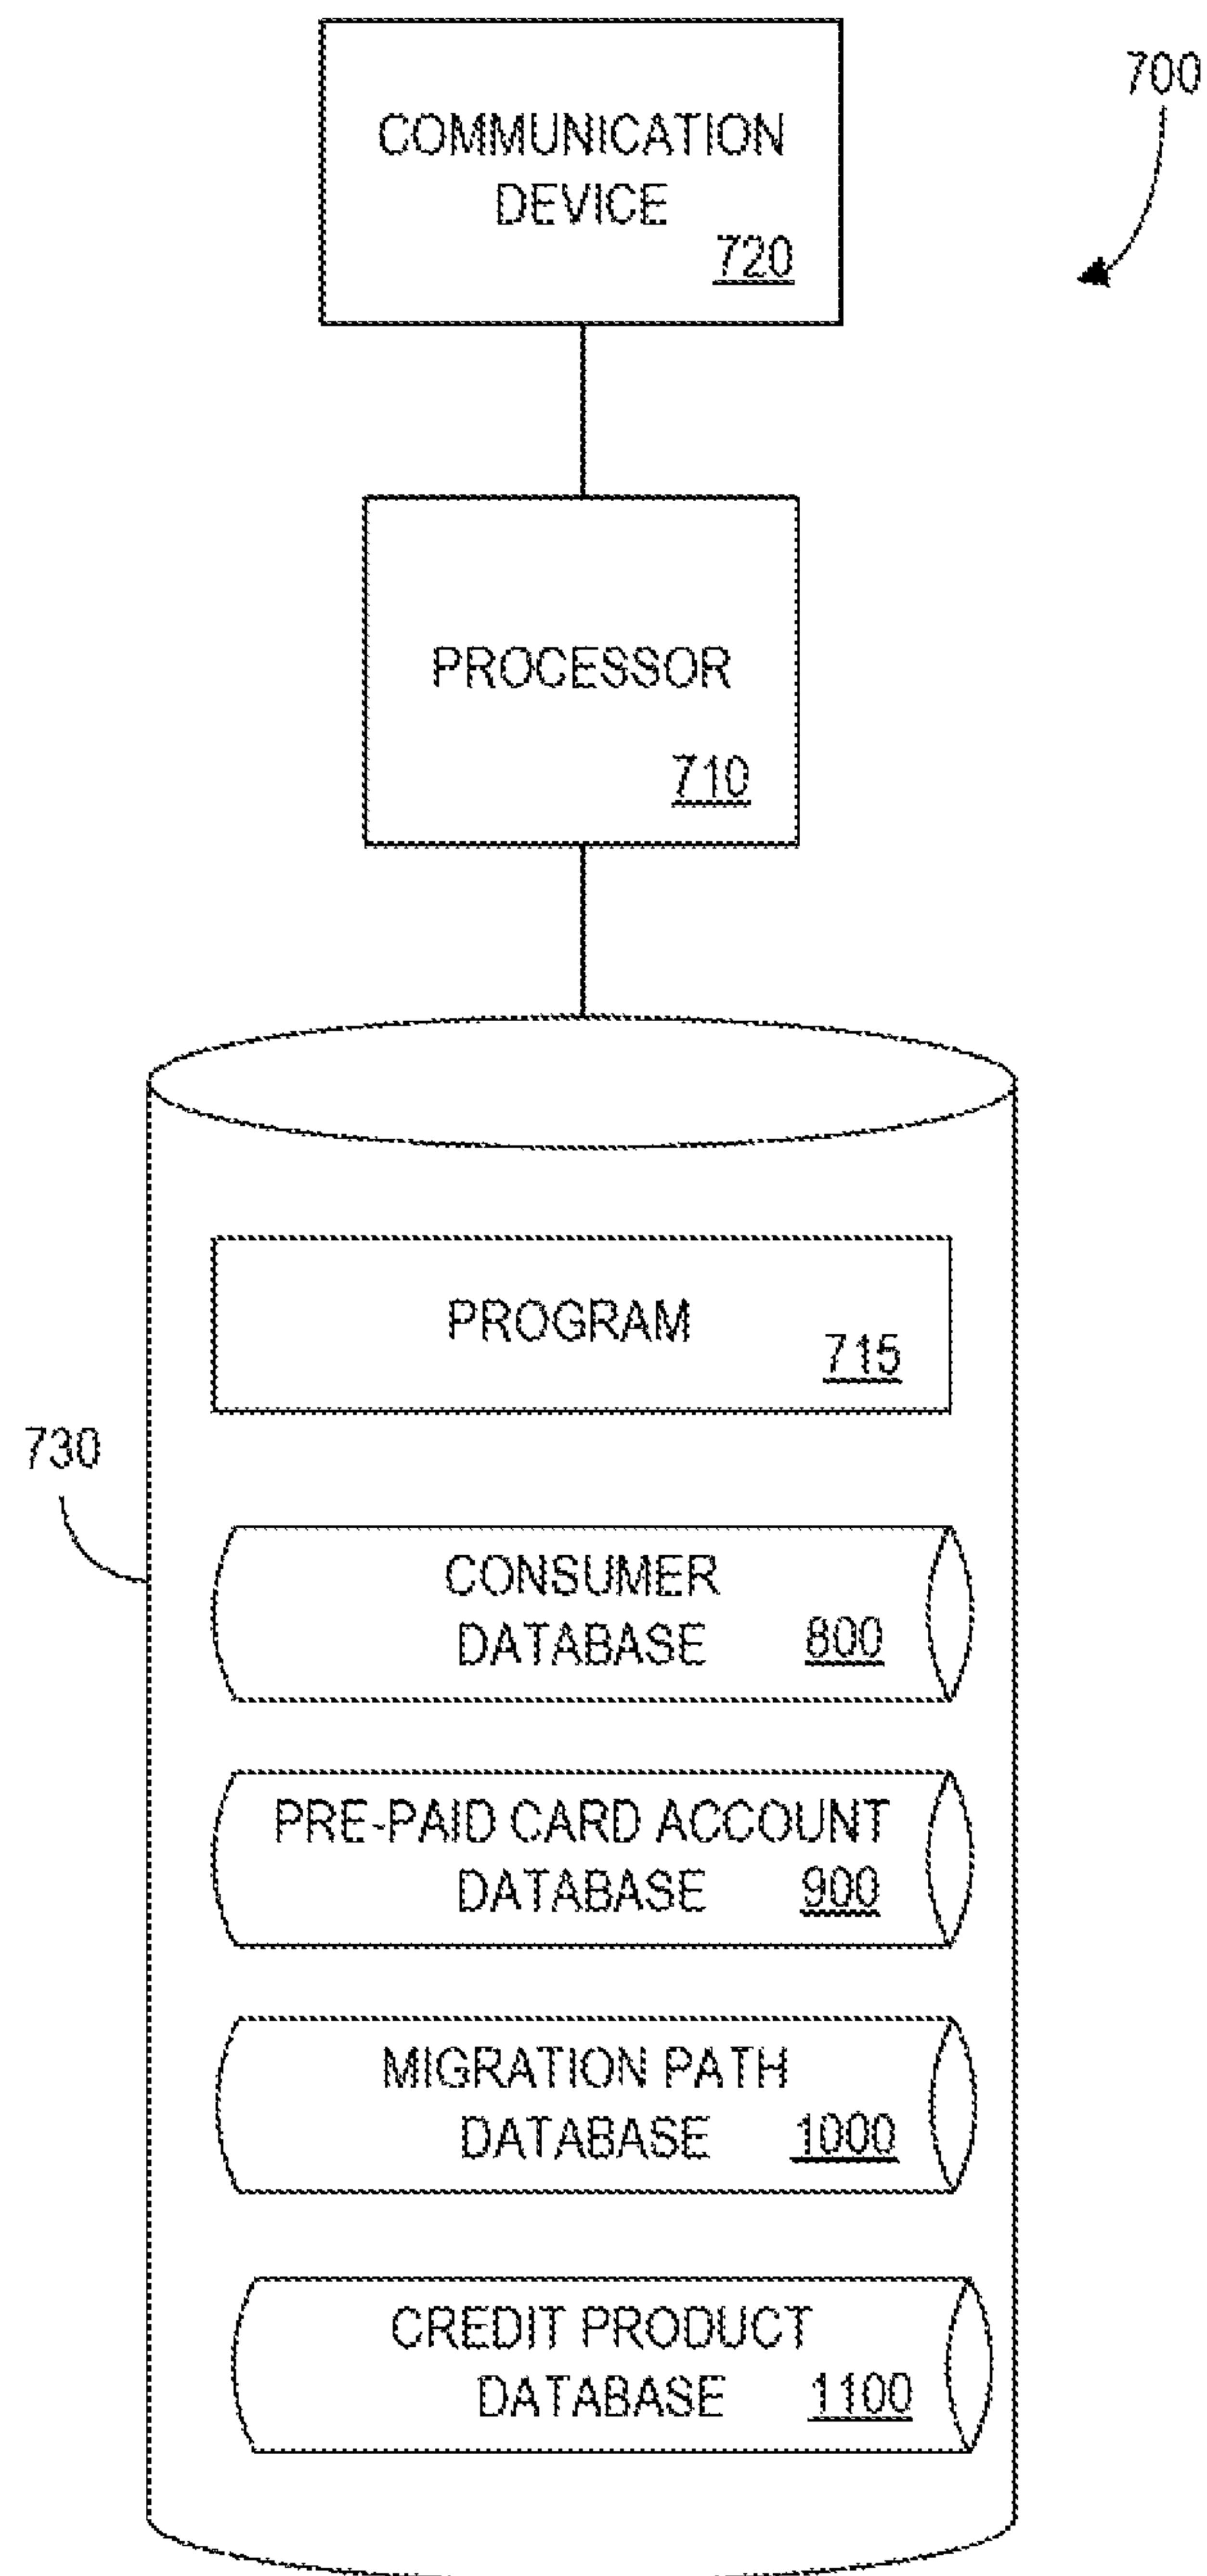 700
COMMUNICATION
DEVICE
720
PROCESSOR
710
PROGRAM
715
730
CONSUMER
DATABASE 800
PRE-PAID CARD ACCOUNT
DATABASE 900
MIGRATION PATH
DATABASE 1000
CREDIT PRODUCT
DATABASE 1100